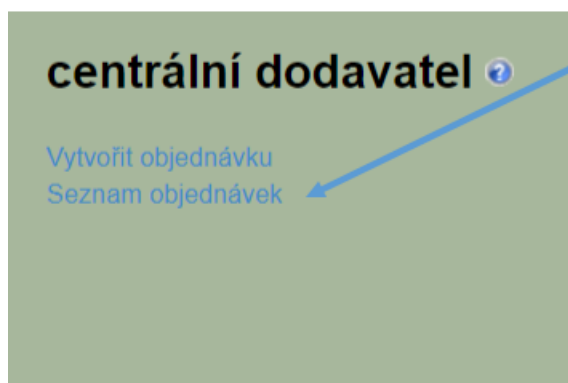 centrální dodavatel
Vytvořit objednávku
Seznam objednávek